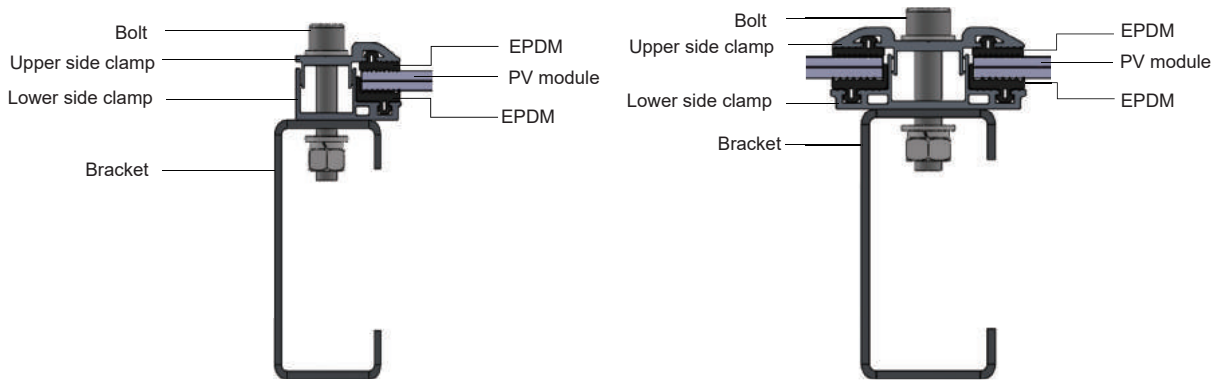 Bolt
Upper side clamp
Lower side clamp
Bracket
EPDM
PV module
EPDM
Bolt
Upper side clamp
Lower side clamp
Bracket
EPDM
PV module
EPDM